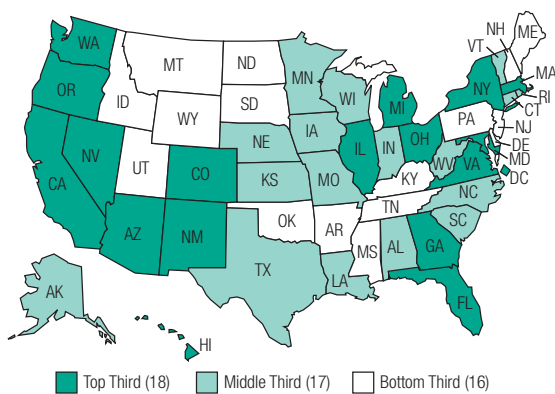 WA
MT
ND
MN
VT
NH
ME
OR
ID
SD
WI
MI
NY
MA
RI
CT
WY
NE
IA
PA
NJ
NV
UT
CO
IL
IN
OH
DE
MD
CA
KS
MO
WV
VA
DC
KY
AZ
NM
OK
AR
TN
NC
SC
TX
LA
MS
AL
GA
FL
AK
HI
Top Third (18)
Middle Third (17)
Bottom Third (16)